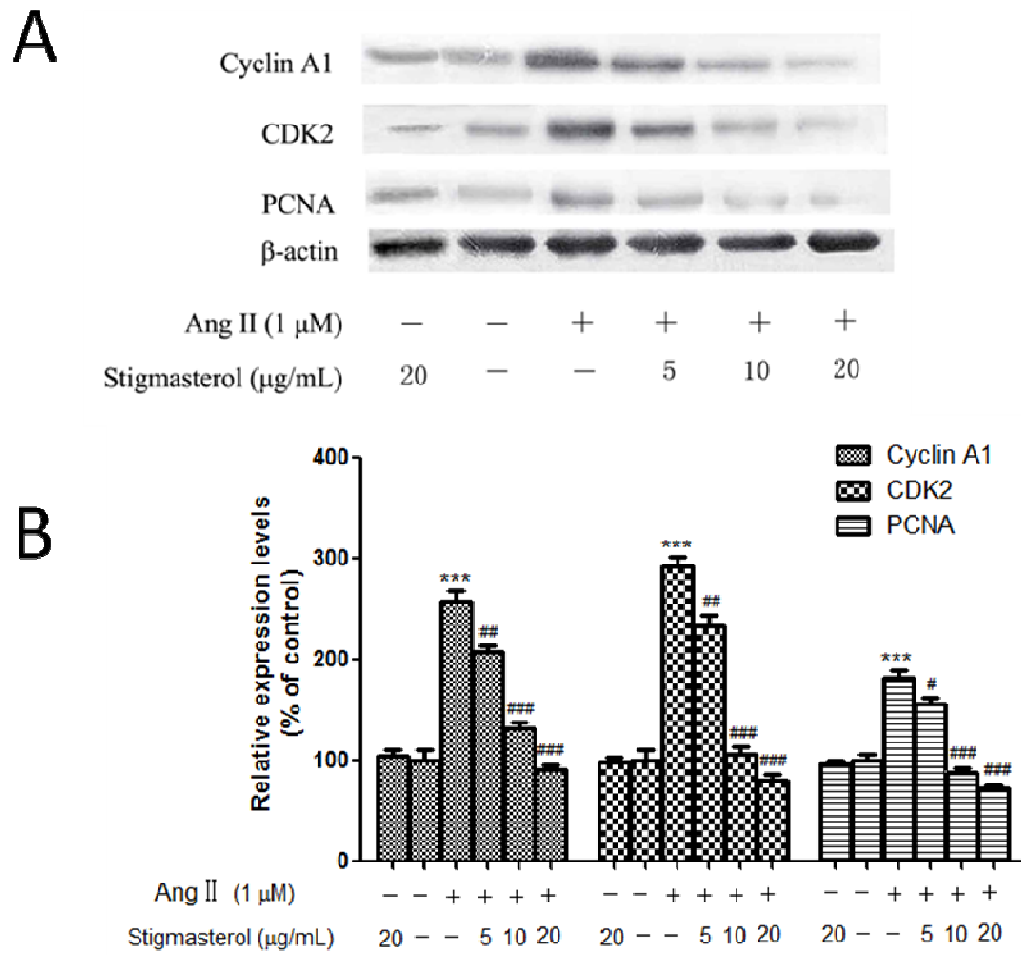 A
Cyclin A1
CDK2
PCNA
β-actin
Ang II (1 μM) − − + + + +
Stigmasterol (μg/mL) 20 − − 5 10 20
B
Cyclin A1
CDK2
PCNA
Relative expression levels
(% of control)
400
300
200
100
0
*** ## ### ###
*** ## ### ###
*** # ### ###
Ang Ⅱ (1 μM) − − + + + + − − + + + + − − + + + +
Stigmasterol (μg/mL) 20 − − 5 10 20 20 − − 5 10 20 20 − − 5 10 20